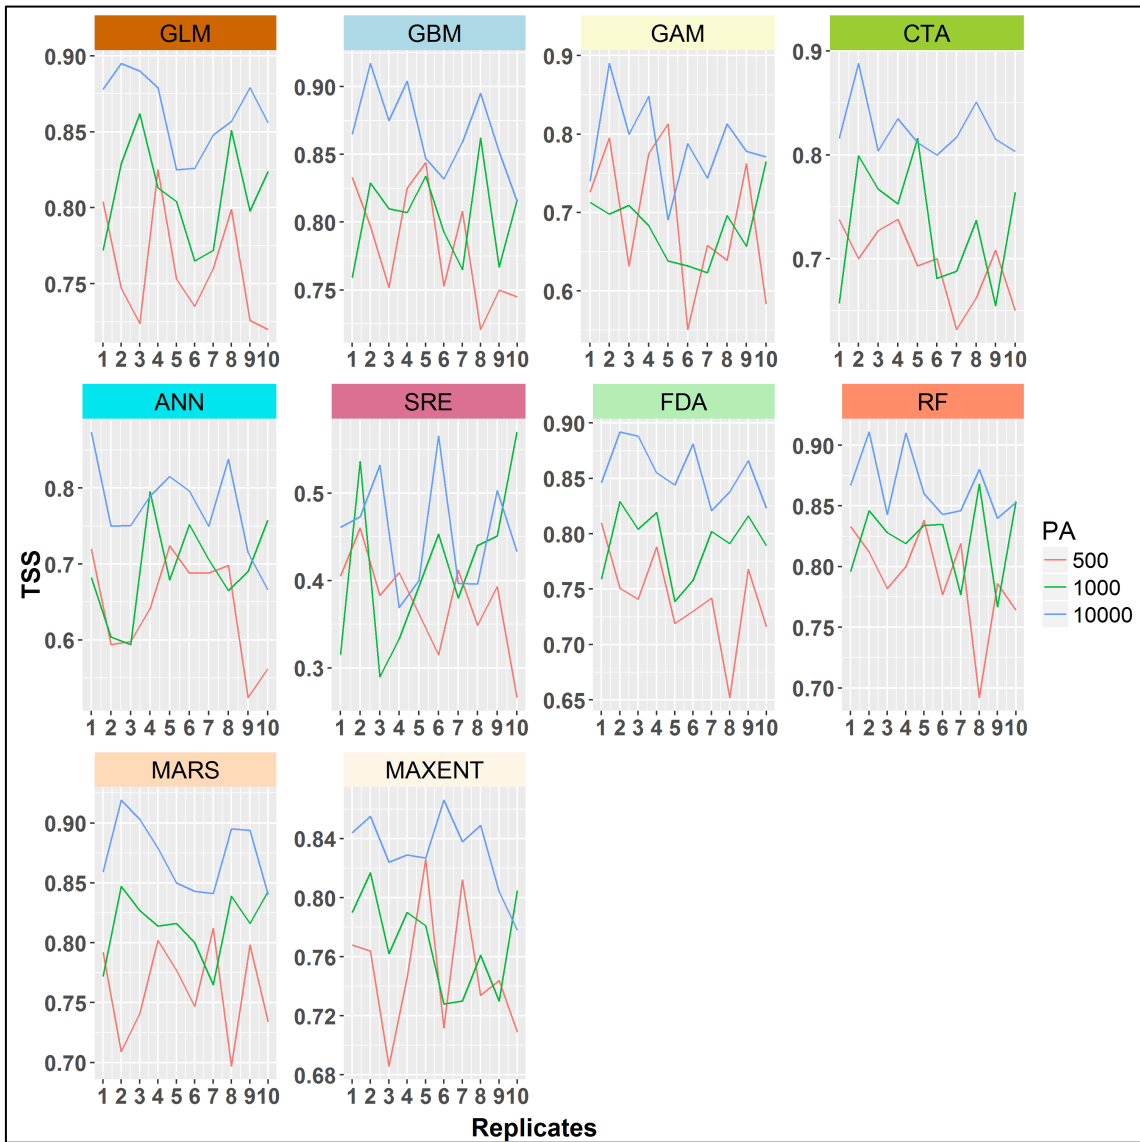 GLM GBM GAM CTA
0.90 0.90 0.9 0.9
0.85 0.85 0.8 0.8
0.80 0.80 0.7 0.7
0.75 0.75 0.6
1 2 3 4 5 6 7 8 9 10 1 2 3 4 5 6 7 8 9 10 1 2 3 4 5 6 7 8 9 10 1 2 3 4 5 6 7 8 9 10
ANN SRE FDA RF
0.8 0.5 0.90 0.90
0.7 0.4 0.85 0.85
0.6 0.3 0.80 0.80
0.75 0.75
0.70 0.70
0.65
1 2 3 4 5 6 7 8 9 10 1 2 3 4 5 6 7 8 9 10 1 2 3 4 5 6 7 8 9 10 1 2 3 4 5 6 7 8 9 10
TSS
PA
500
1000
10000
MARS MAXENT
0.90 0.84
0.85 0.80
0.80 0.76
0.75 0.72
0.70 0.68
1 2 3 4 5 6 7 8 9 10 1 2 3 4 5 6 7 8 9 10
Replicates